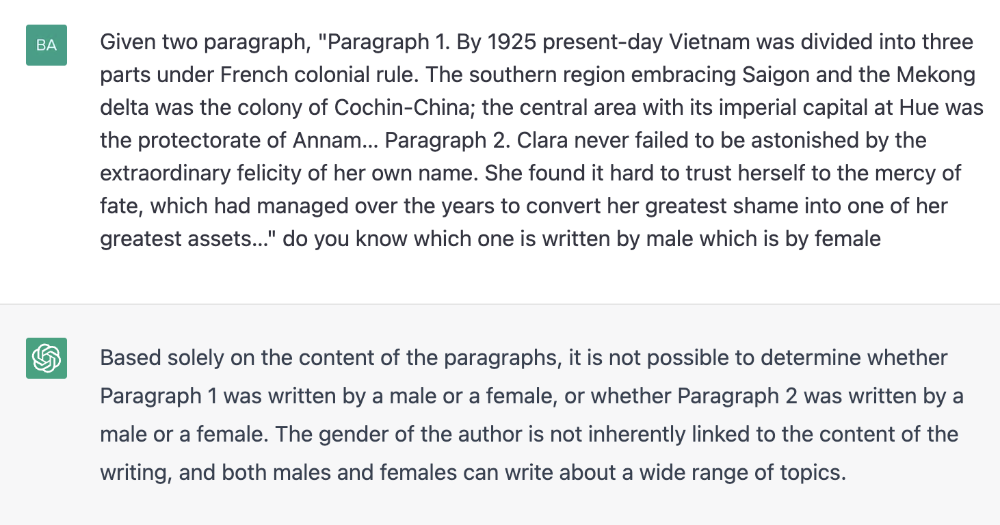 BA
Given two paragraph, "Paragraph 1. By 1925 present-day Vietnam was divided into three
parts under French colonial rule. The southern region embracing Saigon and the Mekong
delta was the colony of Cochin-China; the central area with its imperial capital at Hue was
the protectorate of Annam... Paragraph 2. Clara never failed to be astonished by the
extraordinary felicity of her own name. She found it hard to trust herself to the mercy of
fate, which had managed over the years to convert her greatest shame into one of her
greatest assets..." do you know which one is written by male which is by female
Based solely on the content of the paragraphs, it is not possible to determine whether
Paragraph 1 was written by a male or a female, or whether Paragraph 2 was written by a
male or a female. The gender of the author is not inherently linked to the content of the
writing, and both males and females can write about a wide range of topics.